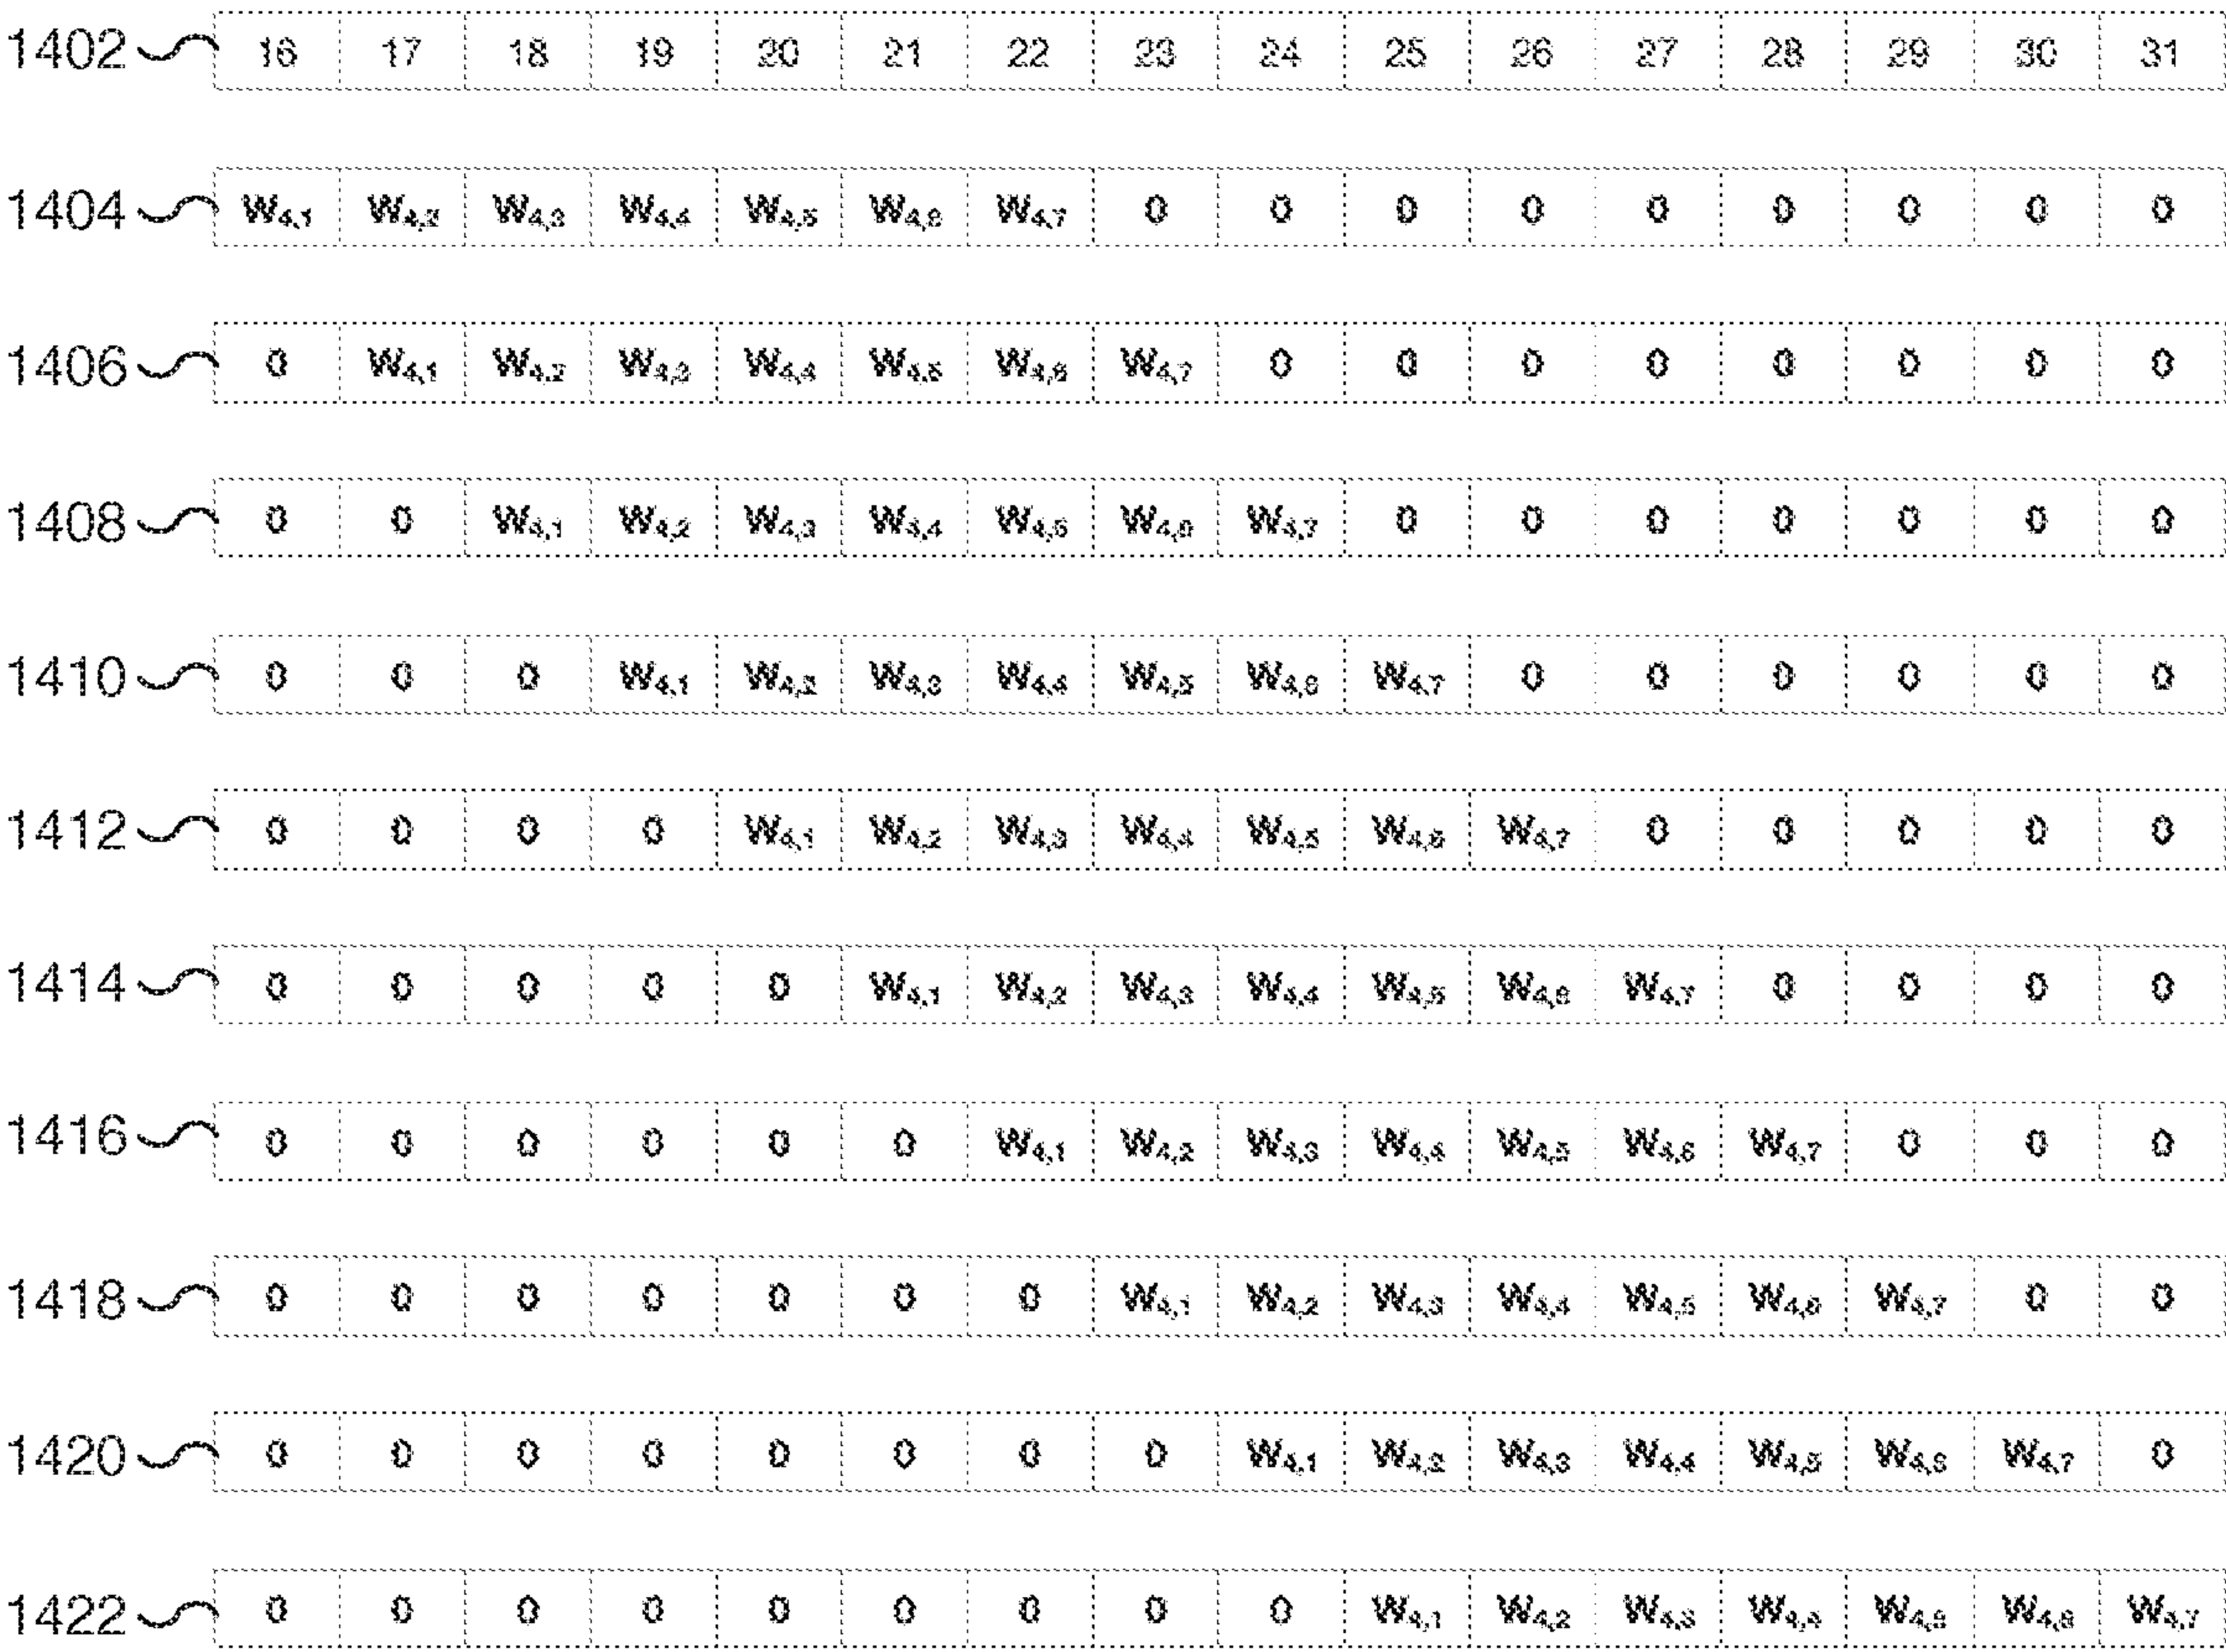 1402 16 17 18 19 20 21 22 23 24 25 26 27 28 29 30 31
1404 W4,1 W4,2 W4,3 W4,4 W4,5 W4,6 W4,7 0 0 0 0 0 0 0 0 0
1406 0 W4,1 W4,2 W4,3 W4,4 W4,5 W4,6 W4,7 0 0 0 0 0 0 0 0
1408 0 0 W4,1 W4,2 W4,3 W4,4 W4,5 W4,6 W4,7 0 0 0 0 0 0 0
1410 0 0 0 W4,1 W4,2 W4,3 W4,4 W4,5 W4,6 W4,7 0 0 0 0 0 0
1412 0 0 0 0 W4,1 W4,2 W4,3 W4,4 W4,5 W4,6 W4,7 0 0 0 0 0
1414 0 0 0 0 0 W4,1 W4,2 W4,3 W4,4 W4,5 W4,6 W4,7 0 0 0 0
1416 0 0 0 0 0 0 W4,1 W4,2 W4,3 W4,4 W4,5 W4,6 W4,7 0 0 0
1418 0 0 0 0 0 0 0 W4,1 W4,2 W4,3 W4,4 W4,5 W4,6 W4,7 0 0
1420 0 0 0 0 0 0 0 0 W4,1 W4,2 W4,3 W4,4 W4,5 W4,6 W4,7 0
1422 0 0 0 0 0 0 0 0 0 W4,1 W4,2 W4,3 W4,4 W4,5 W4,6 W4,7